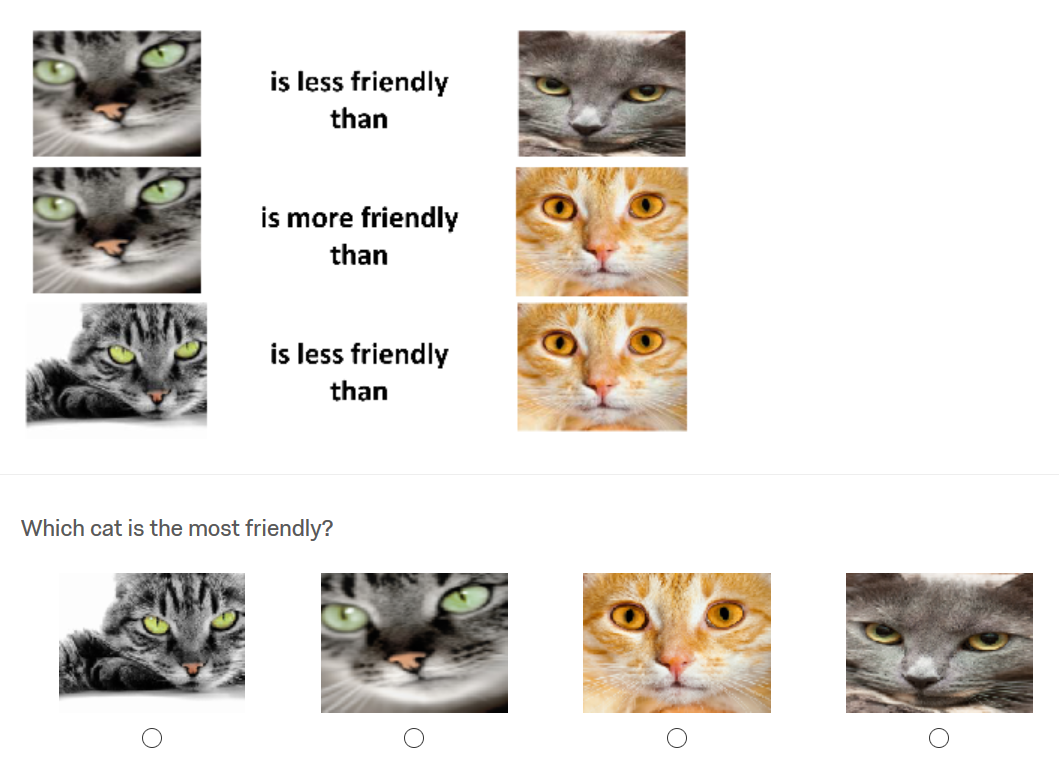 is less friendly
than
is more friendly
than
is less friendly
than
Which cat is the most friendly?